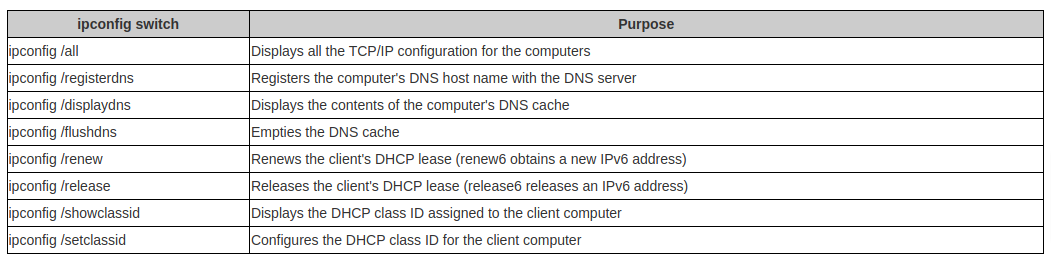 ipconfig switch Purpose
ipconfig /all Displays all the TCP/IP configuration for the computers
ipconfig /registerdns Registers the computer's DNS host name with the DNS server
ipconfig /displaydns Displays the contents of the computer's DNS cache
ipconfig /flushdns Empties the DNS cache
ipconfig /renew Renews the client's DHCP lease (renew6 obtains a new IPv6 address)
ipconfig /release Releases the client's DHCP lease (release6 releases an IPv6 address)
ipconfig /showclassid Displays the DHCP class ID assigned to the client computer
ipconfig /setclassid Configures the DHCP class ID for the client computer